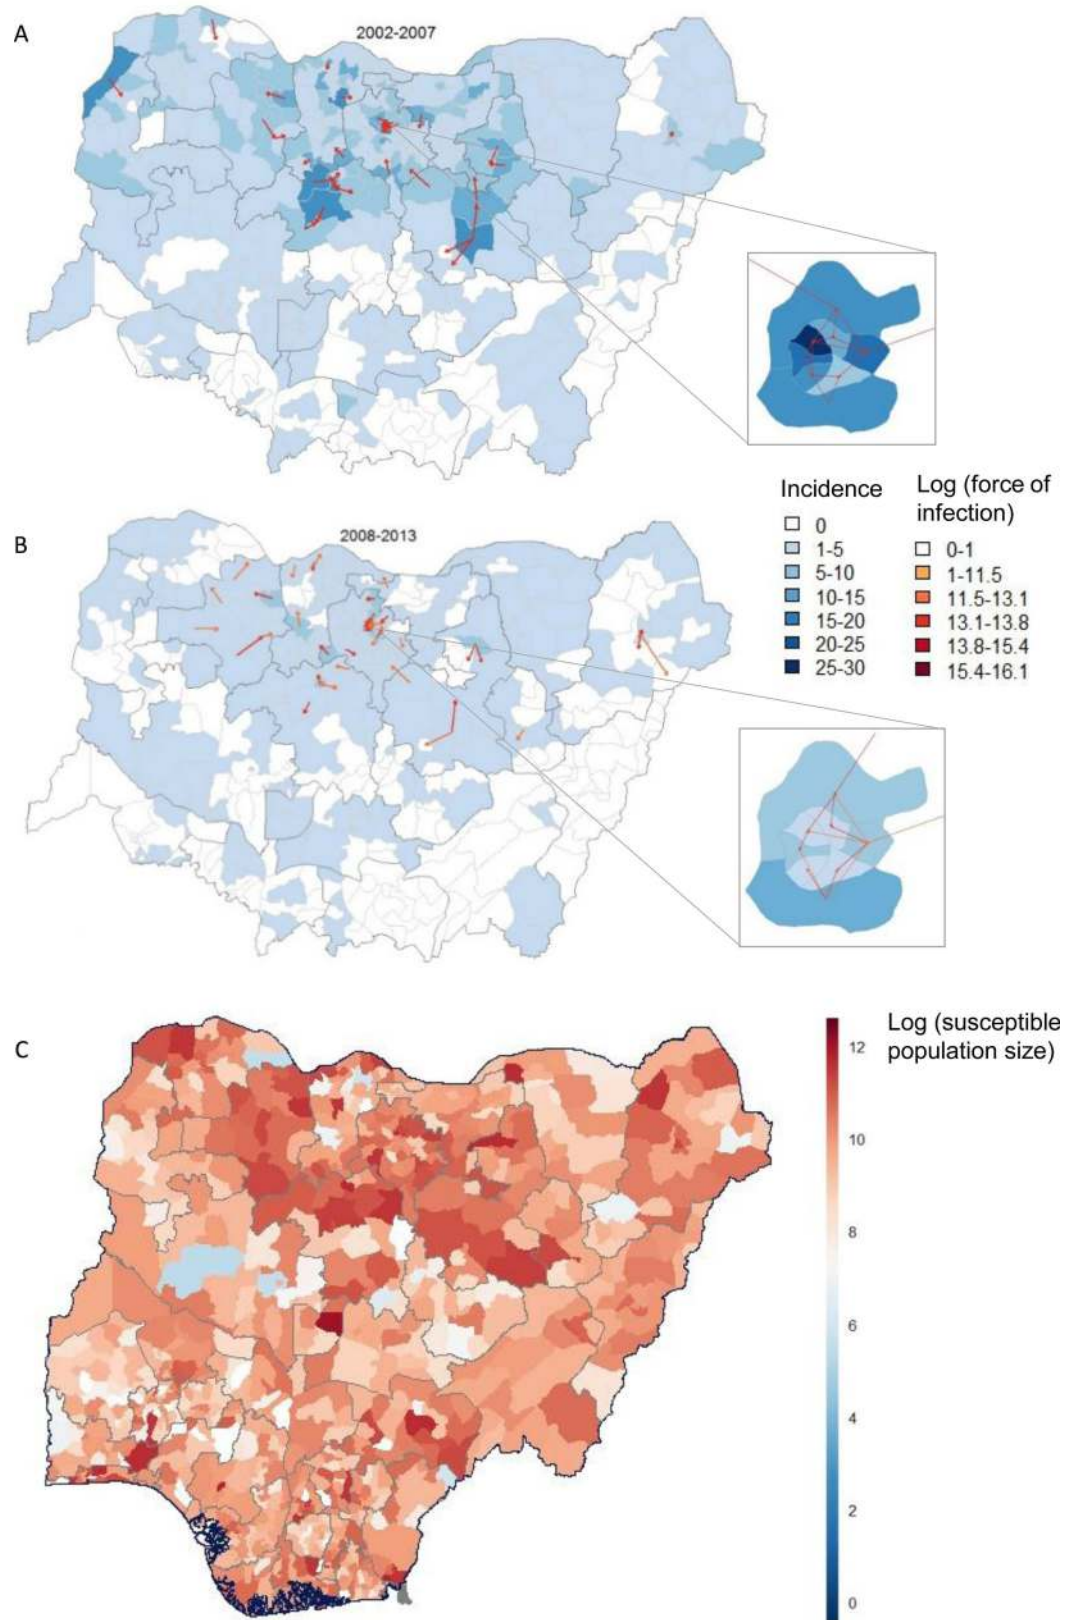 A
2002-2007
Incidence
0
1-5
5-10
10-15
15-20
20-25
25-30
Log (force of
infection)
0-1
1-11.5
11.5-13.1
13.1-13.8
13.8-15.4
15.4-16.1
B
2008-2013
C
Log (susceptible
population size)
12
10
8
6
4
2
0